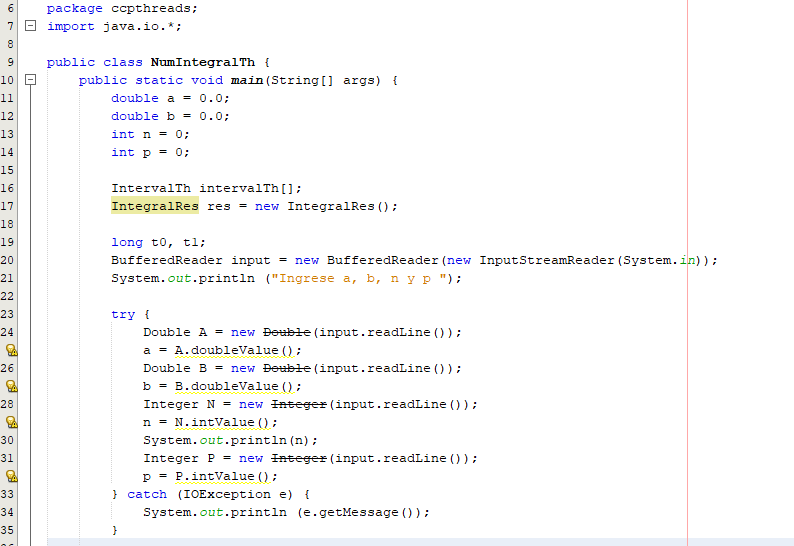 6 package ccpthreads;
7 import java.io.*;
8
9 public class NumIntegralTh {
10 public static void main(String[] args) {
11 double a = 0.0;
12 double b = 0.0;
13 int n = 0;
14 int p = 0;
15
16 IntervalTh intervalTh[];
17 IntegralRes res = new IntegralRes();
18
19 long t0, t1;
20 BufferedReader input = new BufferedReader(new InputStreamReader(System.in));
21 System.out.println ("Ingrese a, b, n y p ");
22
23 try {
24 Double A = new Double(input.readLine());
a = A.doubleValue();
26 Double B = new Double(input.readLine());
b = B.doubleValue();
28 Integer N = new Integer(input.readLine());
n = N.intValue();
30 System.out.println(n);
31 Integer P = new Integer(input.readLine());
p = P.intValue();
33 } catch (IOException e) {
34 System.out.println (e.getMessage());
35 }